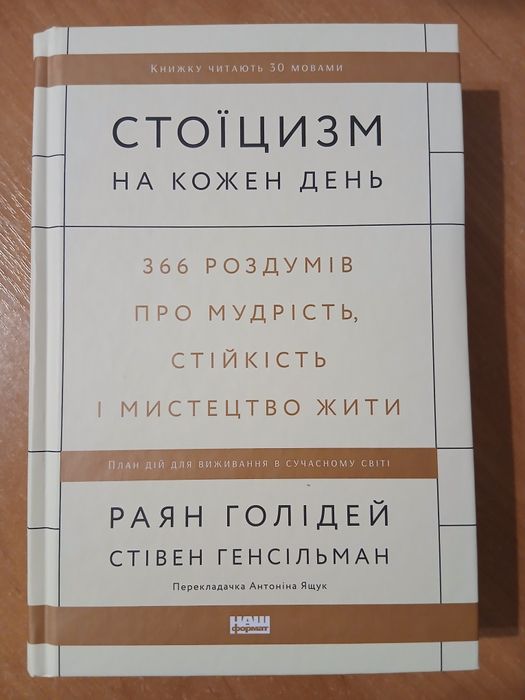 Книжку читають 30 мовами
СТОЇЦИЗМ
НА КОЖЕН ДЕНЬ
366 РОЗДУМІВ
ПРО МУДРІСТЬ,
СТІЙКІСТЬ
І МИСТЕЦТВО ЖИТИ
План дій для виживання в сучасному світі
РАЯН ГОЛІДЕЙ
СТІВЕН ГЕНСІЛЬМАН
Перекладачка Антоніна Ящук
НАШ
формат